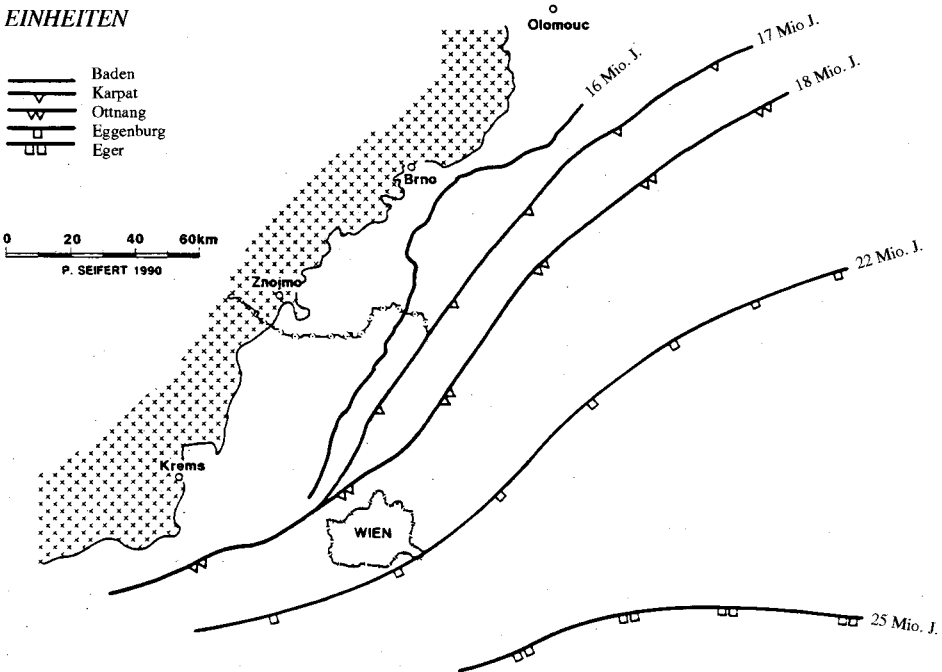 EINHEITEN
Baden
Karpat
Ottnang
Eggenburg
Eger
0 20 40 60km
P. SEIFERT 1990
Olomouc
16 Mio. J.
17 Mio J.
18 Mio. J.
Brno
Znojmo
22 Mio. J.
Krems
WIEN
25 Mio. J.